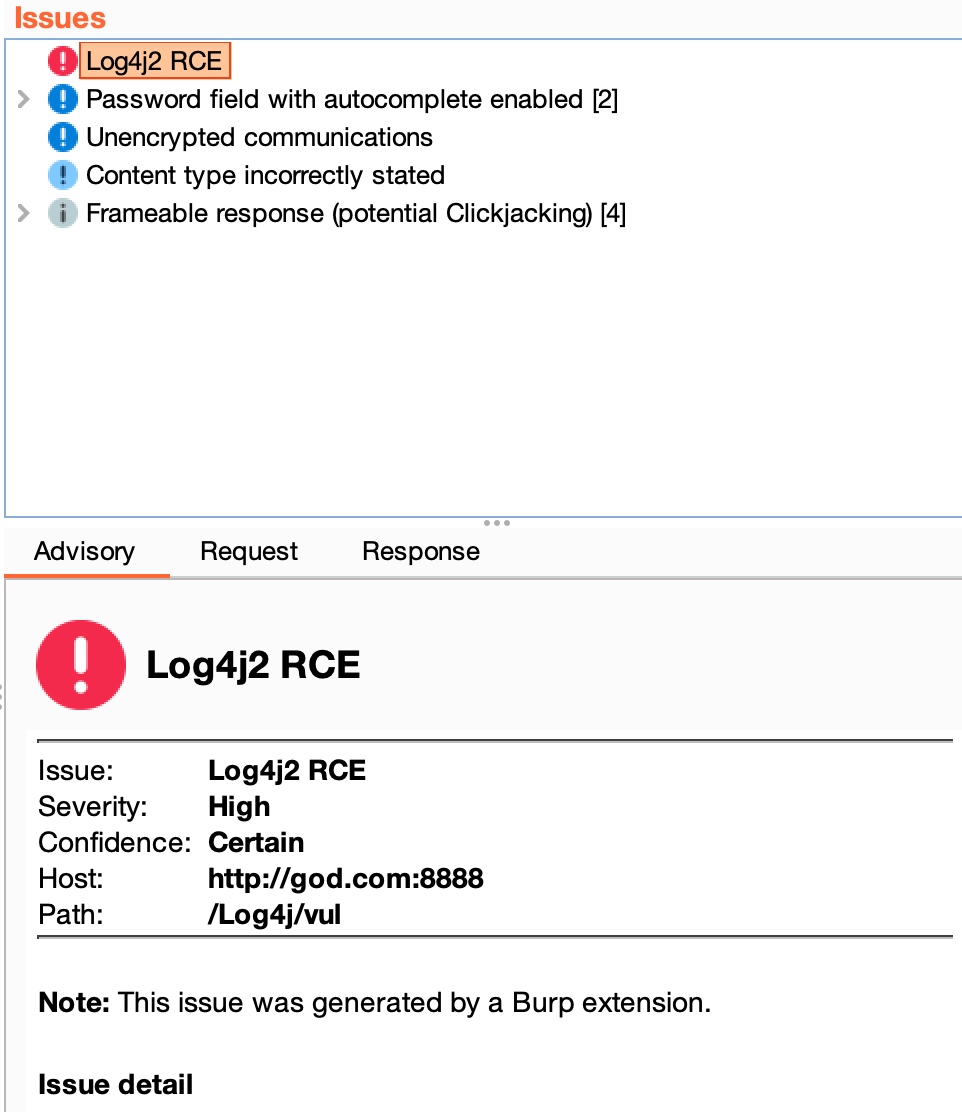 Issues
Log4j2 RCE
Password field with autocomplete enabled [2]
Unencrypted communications
Content type incorrectly stated
Frameable response (potential Clickjacking) [4]
Advisory Request Response
Log4j2 RCE
Issue: Log4j2 RCE
Severity: High
Confidence: Certain
Host: http://god.com:8888
Path: /Log4j/vul
Note: This issue was generated by a Burp extension.
Issue detail